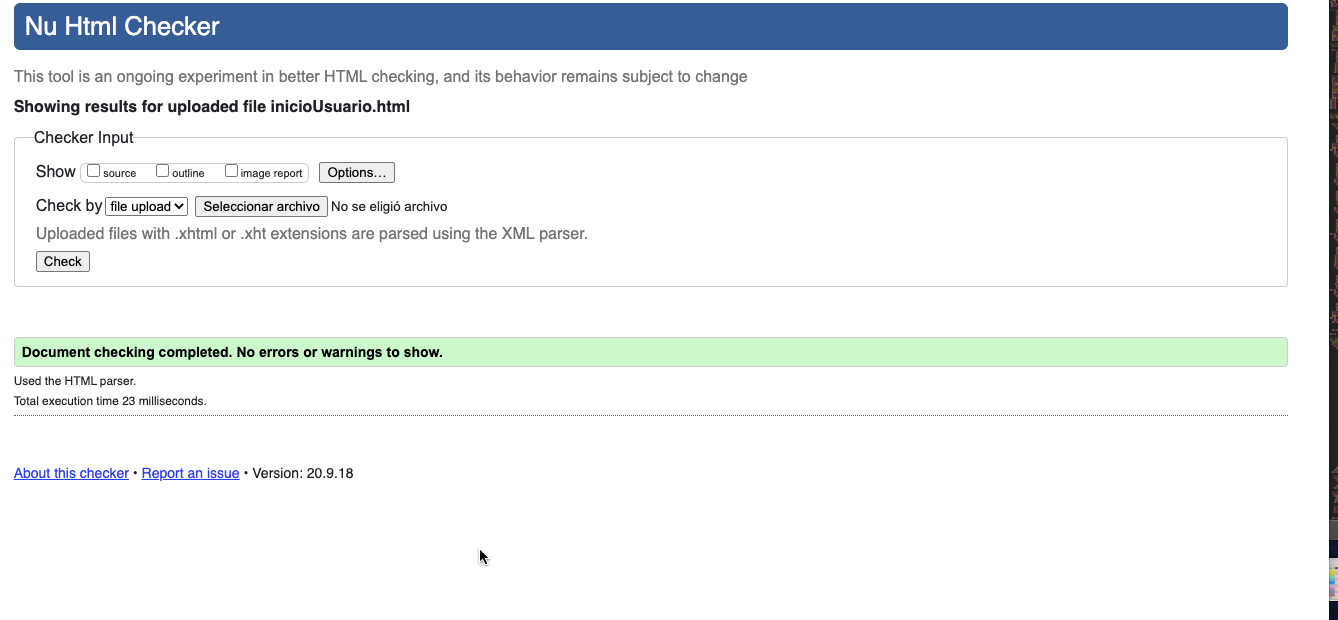 Nu Html Checker
This tool is an ongoing experiment in better HTML checking, and its behavior remains subject to change
Showing results for uploaded file inicioUsuario.html
Checker Input
Show source outline image report Options...
Check by file upload Seleccionar archivo No se eligió archivo
Uploaded files with .xhtml or .xht extensions are parsed using the XML parser.
Check
Document checking completed. No errors or warnings to show.
Used the HTML parser.
Total execution time 23 milliseconds.
About this checker • Report an issue • Version: 20.9.18